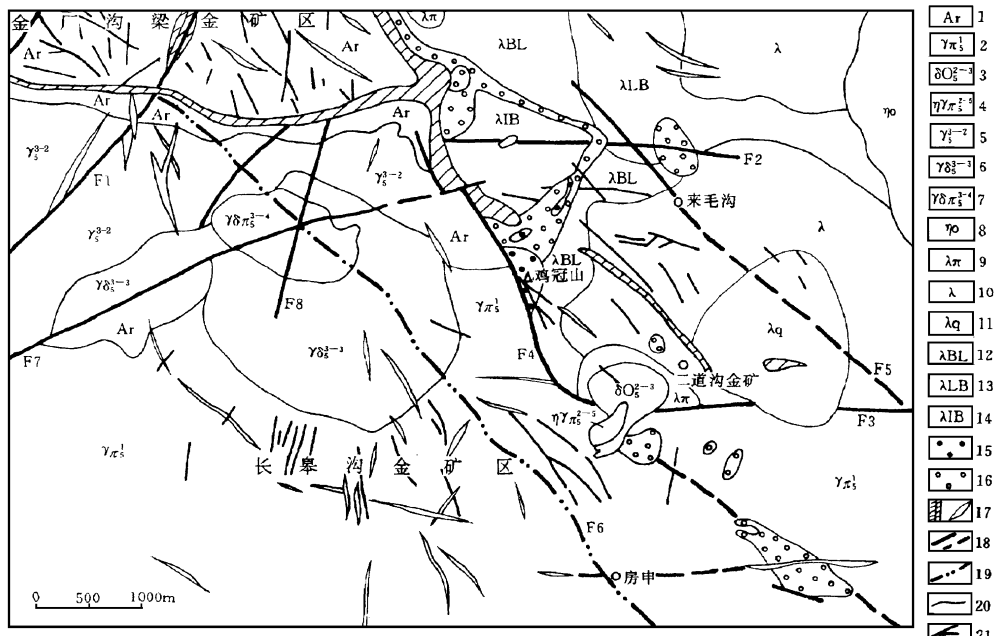 金厂沟梁金矿区
λπ
λBL
λ
Ar
Ar
λLB
ηο
Ar
Ar
Ar
λIB
γ₅³⁻²
F1
γ₅³⁻²
F2
λBL
来毛沟
γδπ₅³⁻⁴
γ₅³⁻²
Ar
λ
λBL
鸡冠山
γδ₅³⁻³
F8
γπ₅¹
Ar
λq
F7
γδ₅³⁻³
F4
二道沟金矿
F5
δO₅²⁻³
λπ
ηγπ₅²⁻⁵
F3
γπ₅¹
长皋沟金矿区
γπ₅¹
F6
房申
0 500 1000m
Ar 1
γπ₅¹ 2
δO₅²⁻³ 3
ηγπ₅²⁻⁵ 4
γ₅³⁻² 5
γδ₅³⁻³ 6
γδπ₅³⁻⁴ 7
ηο 8
λπ 9
λ 10
λq 11
λBL 12
λLB 13
λIB 14
15
16
17
18
19
20
21